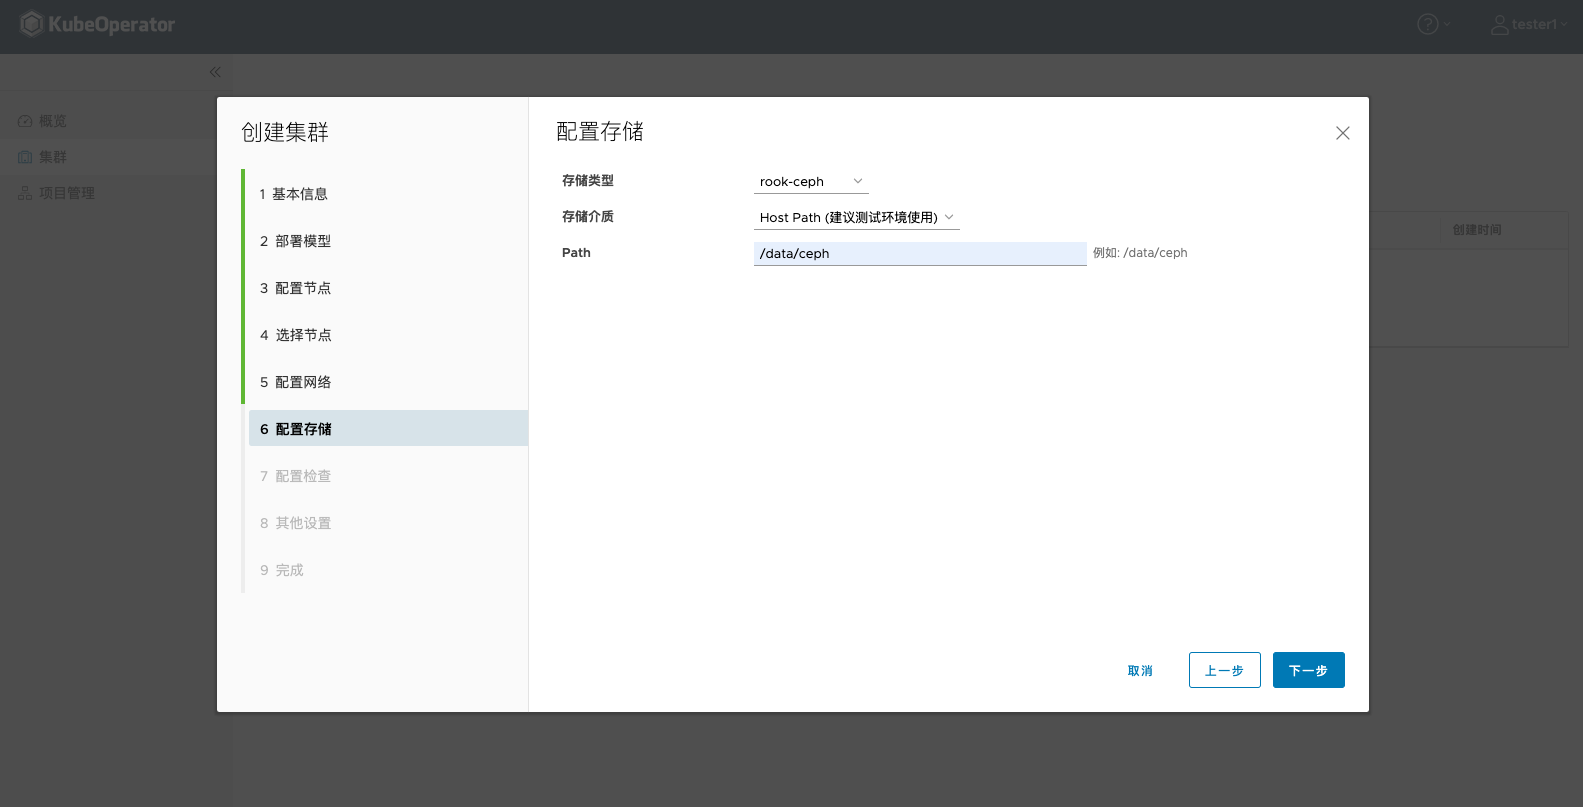 KubeOperator
tester1
概览
集群
项目管理
创建时间
创建集群
1 基本信息
2 部署模型
3 配置节点
4 选择节点
5 配置网络
6 配置存储
7 配置检查
8 其他设置
9 完成
配置存储
存储类型
rook-ceph
存储介质
Host Path (建议测试环境使用)
Path
/data/ceph
例如: /data/ceph
取消
上一步
下一步